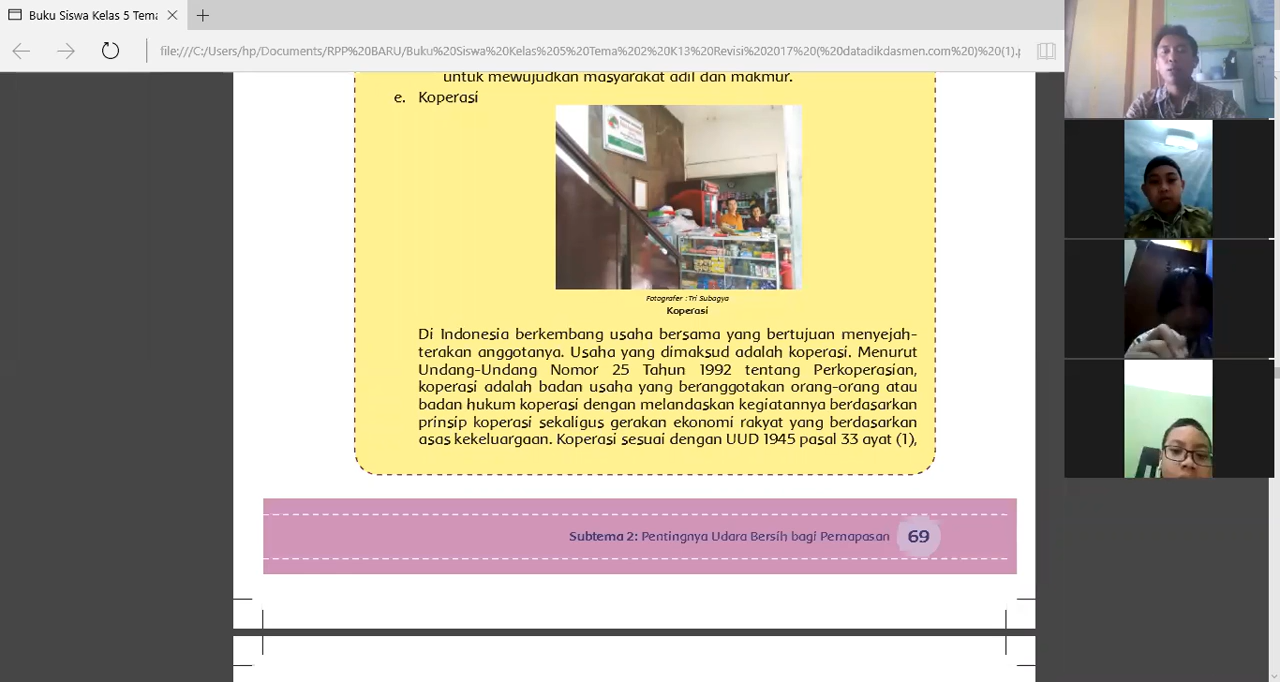 Buku Siswa Kelas 5 Tema
file:///C:/Users/hp/Documents/RPP%20BARU/Buku%20Siswa%20Kelas%205%20Tema%202%20K13%20Revisi%202017%20(%20datadikdasmen.com%20)%20(1).p
untuk mewujudkan masyarakat adil dan makmur.
e. Koperasi
Fotografer : Tri Subagya
Koperasi
Di Indonesia berkembang usaha bersama yang bertujuan menyejah-
terakan anggotanya. Usaha yang dimaksud adalah koperasi. Menurut
Undang-Undang Nomor 25 Tahun 1992 tentang Perkoperasian,
koperasi adalah badan usaha yang beranggotakan orang-orang atau
badan hukum koperasi dengan melandaskan kegiatannya berdasarkan
prinsip koperasi sekaligus gerakan ekonomi rakyat yang berdasarkan
asas kekeluargaan. Koperasi sesuai dengan UUD 1945 pasal 33 ayat (1),
Subtema 2: Pentingnya Udara Bersih bagi Pernapasan 69